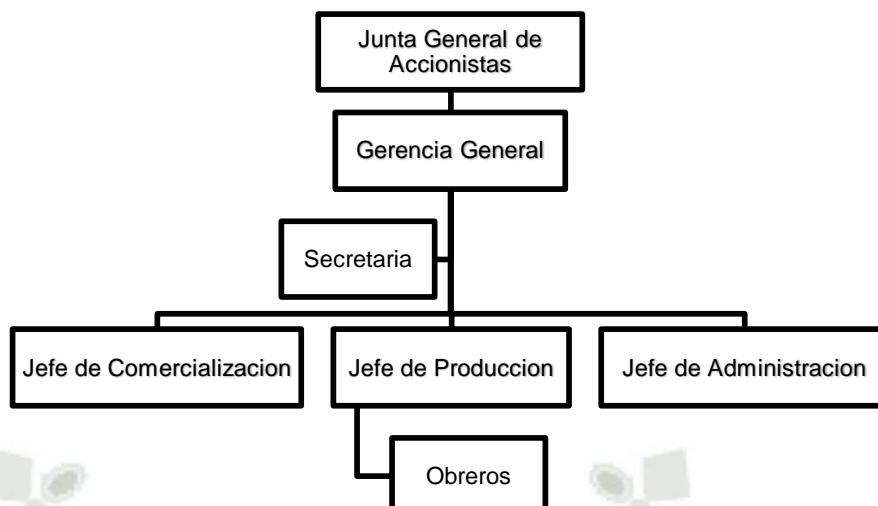 Junta General de
Accionistas
Gerencia General
Secretaria
Jefe de Comercializacion
Jefe de Produccion
Jefe de Administracion
Obreros